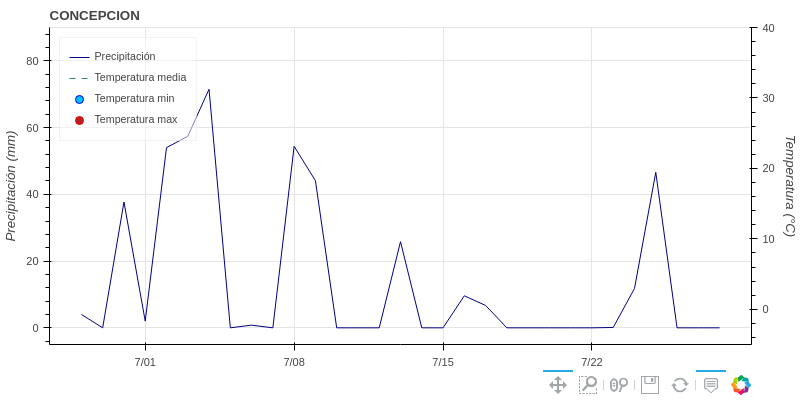 CONCEPCION
Precipitación
Temperatura media
Temperatura min
Temperatura max
Precipitación (mm)
80
60
40
20
0
Temperatura (°C)
40
30
20
10
0
7/01
7/08
7/15
7/22